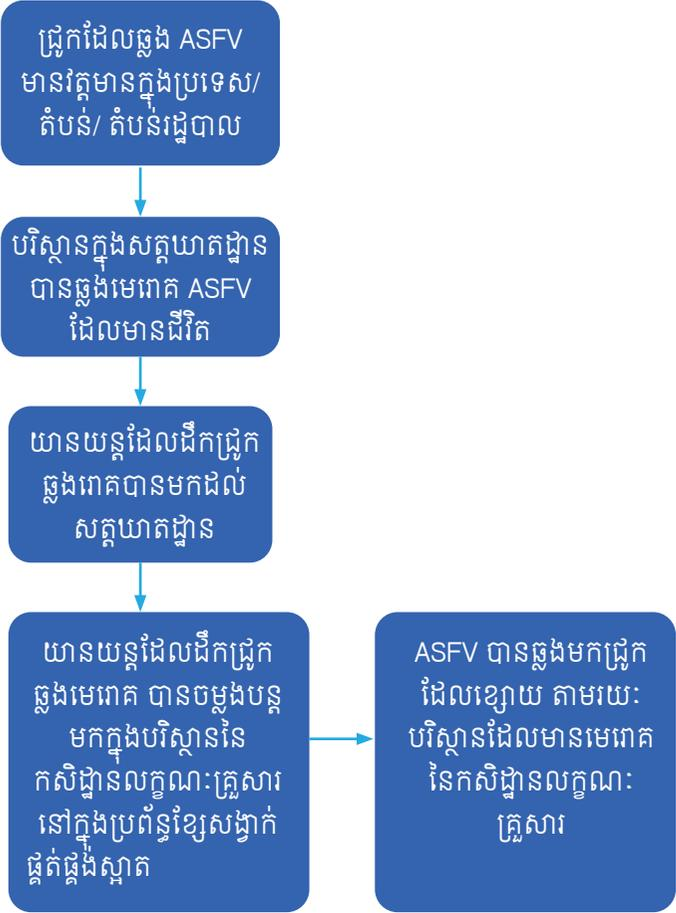 ជ្រូកដែលឆ្លង ASFV
មានវត្តមានក្នុងប្រទេស/
តំបន់/ តំបន់រដ្ឋបាល
បរិស្ថានក្នុងសត្តឃាតដ្ឋាន
បានឆ្លងមេរោគ ASFV
ដែលមានជីវិត
យានយន្តដែលដឹកជ្រូក
ឆ្លងរោគបានមកដល់
សត្តឃាតដ្ឋាន
យានយន្តដែលដឹកជ្រូក
ឆ្លងមេរោគ បានចម្លងបន្ត
មកក្នុងបរិស្ថាននៃ
កសិដ្ឋានលក្ខណៈគ្រួសារ
នៅក្នុងប្រព័ន្ធខ្សែសង្វាក់
ផ្គត់ផ្គង់ស្អាត
ASFV បានឆ្លងមកជ្រូក
ដែលខ្សោយ តាមរយៈ
បរិស្ថានដែលមានមេរោគ
នៃកសិដ្ឋានលក្ខណៈ
គ្រួសារ